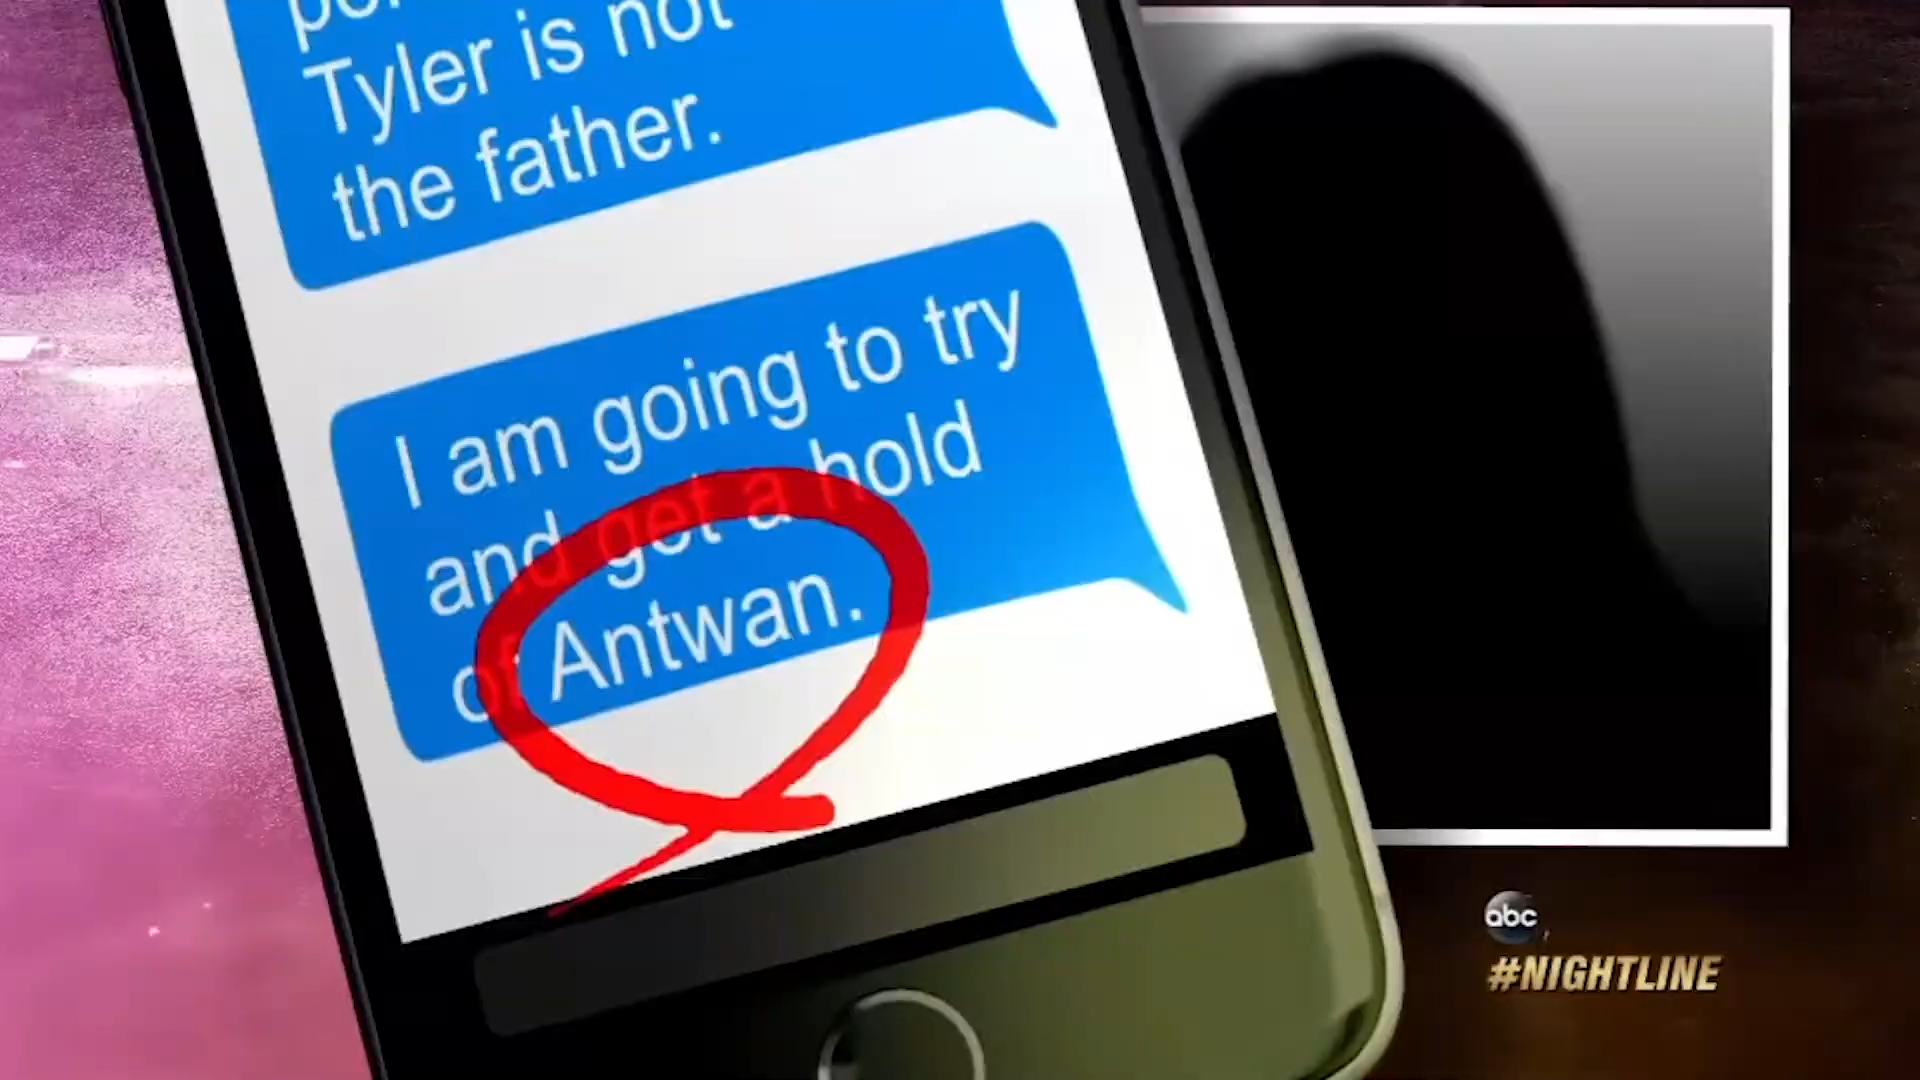 Tyler is not
the father.
I am going to try
and get a hold
of Antwan.
abc
#NIGHTLINE